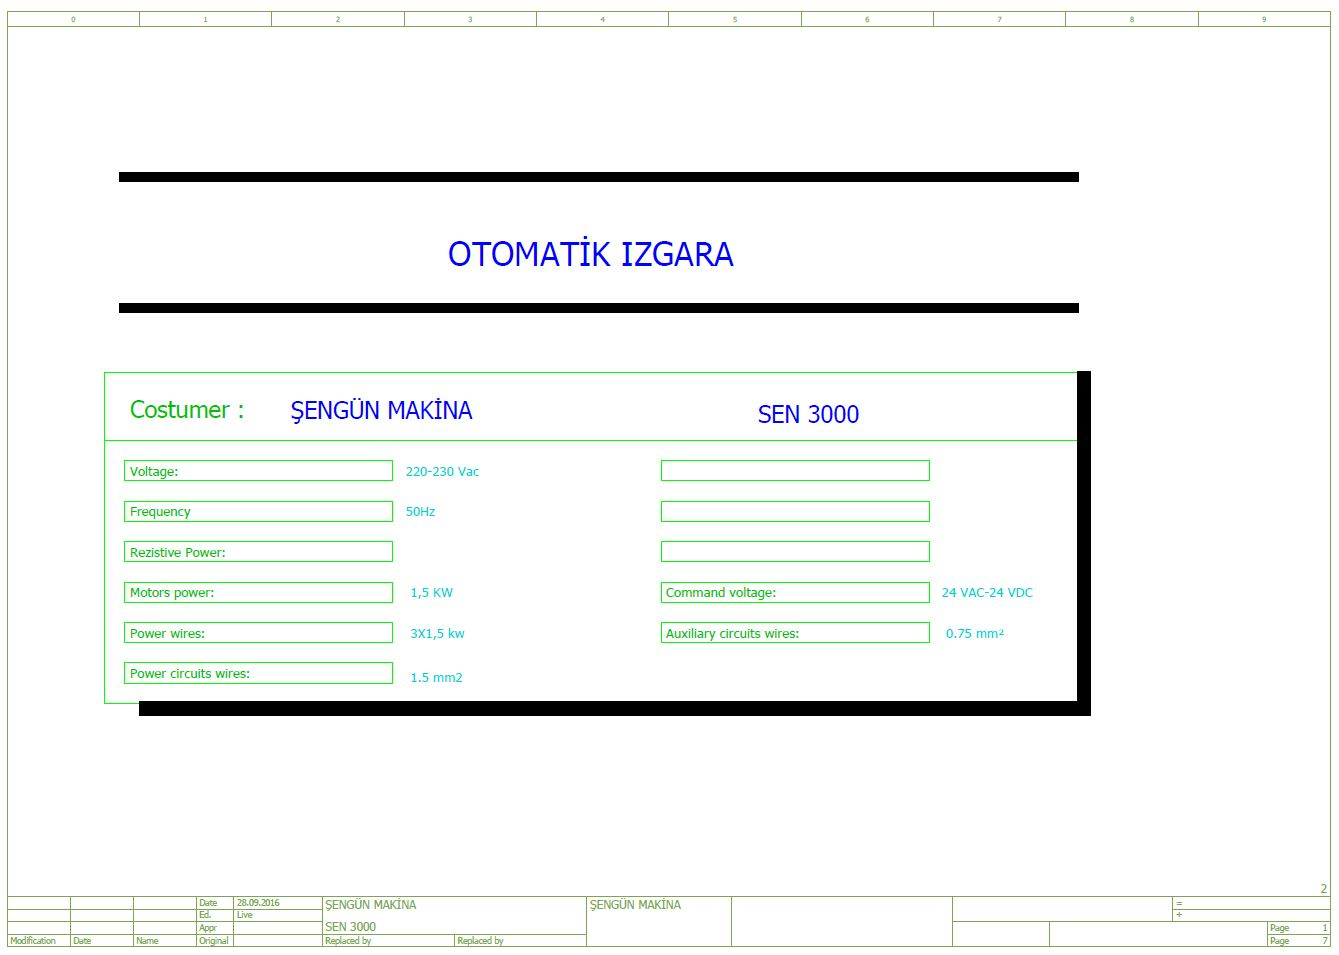 0 1 2 3 4 5 6 7 8 9
OTOMATİK IZGARA
Costumer : ŞENGÜN MAKİNA SEN 3000
Voltage: 220-230 Vac
Frequency 50Hz
Rezistive Power:
Motors power: 1,5 KW Command voltage: 24 VAC-24 VDC
Power wires: 3X1,5 kw Auxiliary circuits wires: 0.75 mm²
Power circuits wires: 1.5 mm2
2
Date 28.09.2016 ŞENGÜN MAKİNA ŞENGÜN MAKİNA =
Ed. Live +
Appr SEN 3000 Page 1
Modification Date Name Original Replaced by Replaced by Page 7